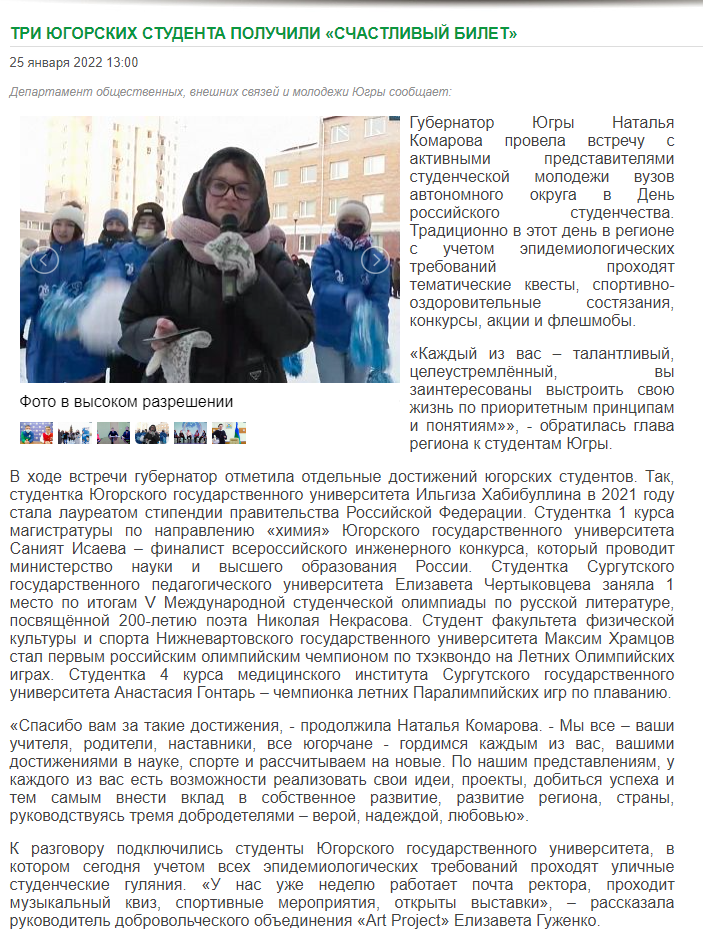 ТРИ ЮГОРСКИХ СТУДЕНТА ПОЛУЧИЛИ «СЧАСТЛИВЫЙ БИЛЕТ»
25 января 2022 13:00
Департамент общественных, внешних связей и молодежи Югры сообщает:
Губернатор Югры Наталья
Комарова провела встречу с
активными представителями
студенческой молодежи вузов
автономного округа в День
российского студенчества.
Традиционно в этот день в регионе
с учетом эпидемиологических
требований проходят
тематические квесты, спортивно-
оздоровительные состязания,
конкурсы, акции и флешмобы.
«Каждый из вас – талантливый,
целеустремлённый, вы
заинтересованы выстроить свою
жизнь по приоритетным принципам
и понятиям»», - обратилась глава
региона к студентам Югры.
Фото в высоком разрешении
В ходе встречи губернатор отметила отдельные достижений югорских студентов. Так,
студентка Югорского государственного университета Ильгиза Хабибуллина в 2021 году
стала лауреатом стипендии правительства Российской Федерации. Студентка 1 курса
магистратуры по направлению «химия» Югорского государственного университета
Саният Исаева – финалист всероссийского инженерного конкурса, который проводит
министерство науки и высшего образования России. Студентка Сургутского
государственного педагогического университета Елизавета Чертыковцева заняла 1
место по итогам V Международной студенческой олимпиады по русской литературе,
посвящённой 200-летию поэта Николая Некрасова. Студент факультета физической
культуры и спорта Нижневартовского государственного университета Максим Храмцов
стал первым российским олимпийским чемпионом по тхэквондо на Летних Олимпийских
играх. Студентка 4 курса медицинского института Сургутского государственного
университета Анастасия Гонтарь – чемпионка летних Паралимпийских игр по плаванию.
«Спасибо вам за такие достижения, - продолжила Наталья Комарова. - Мы все – ваши
учителя, родители, наставники, все югорчане - гордимся каждым из вас, вашими
достижениями в науке, спорте и рассчитываем на новые. По нашим представлениям, у
каждого из вас есть возможности реализовать свои идеи, проекты, добиться успеха и
тем самым внести вклад в собственное развитие, развитие региона, страны,
руководствуясь тремя добродетелями – верой, надеждой, любовью».
К разговору подключились студенты Югорского государственного университета, в
котором сегодня учетом всех эпидемиологических требований проходят уличные
студенческие гуляния. «У нас уже неделю работает почта ректора, проходит
музыкальный квиз, спортивные мероприятия, открыты выставки», – рассказала
руководитель добровольческого объединения «Art Project» Елизавета Гуженко.